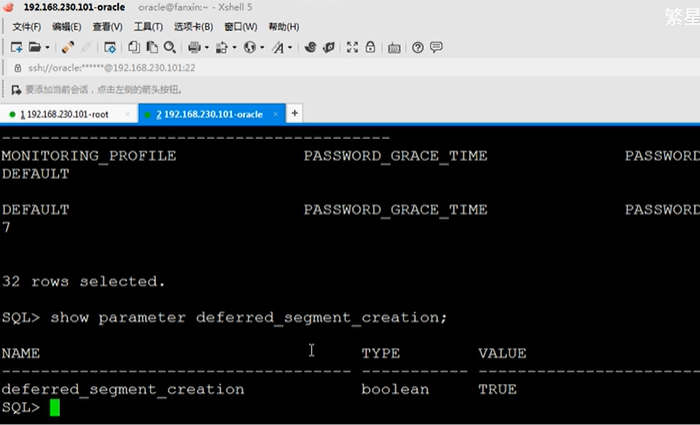 192.168.230.101-oracle oracle@fanxin:~ - Xshell 5
繁星
文件(F) 编辑(E) 查看(V) 工具(T) 选项卡(B) 窗口(W) 帮助(H)
ssh://oracle:******@192.168.230.101:22
要添加当前会话，点击左侧的箭头按钮。
1 192.168.230.101-root × 2 192.168.230.101-oracle × +
----------------------------------------
MONITORING_PROFILE PASSWORD_GRACE_TIME PASSWORD
DEFAULT
DEFAULT PASSWORD_GRACE_TIME PASSWORD
7
32 rows selected.
SQL> show parameter deferred_segment_creation;
NAME TYPE VALUE
------------------------------------ ----------- ------------------------
deferred_segment_creation boolean TRUE
SQL>